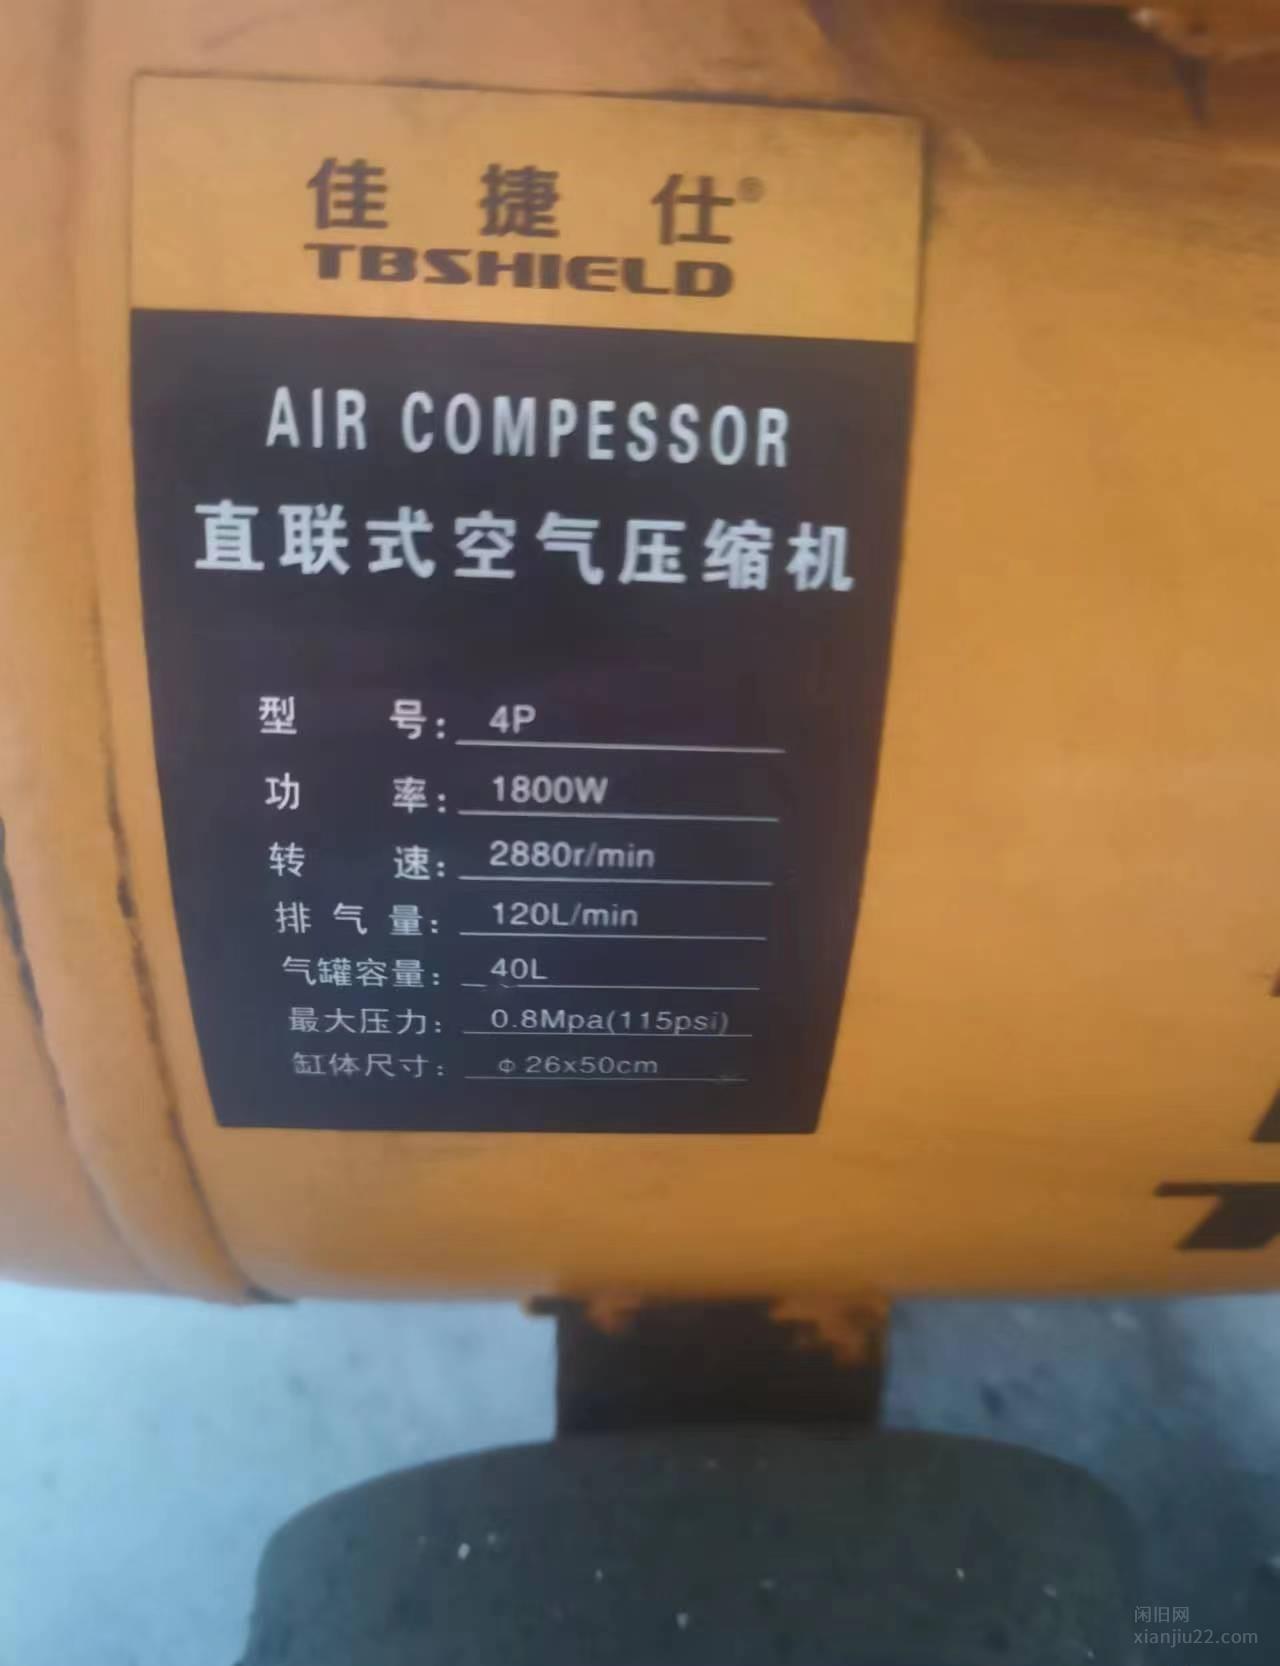 佳捷仕®
TBSHIELD
AIR COMPESSOR
直联式空气压缩机
型号: 4P
功率: 1800W
转速: 2880r/min
排气量: 120L/min
气罐容量: 40L
最大压力: 0.8Mpa(115psi)
缸体尺寸: Φ26x50cm
闲旧网
xianjiu22.com